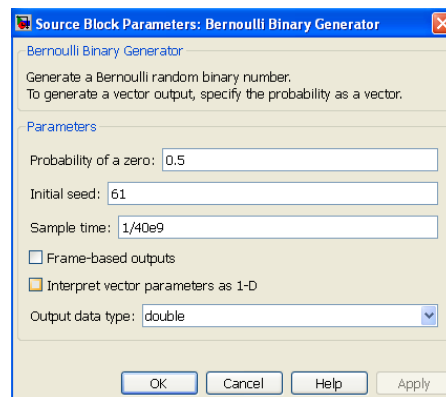 Source Block Parameters: Bernoulli Binary Generator
Bernoulli Binary Generator
Generate a Bernoulli random binary number.
To generate a vector output, specify the probability as a vector.
Parameters
Probability of a zero: 0.5
Initial seed: 61
Sample time: 1/40e9
Frame-based outputs
Interpret vector parameters as 1-D
Output data type: double
OK Cancel Help Apply